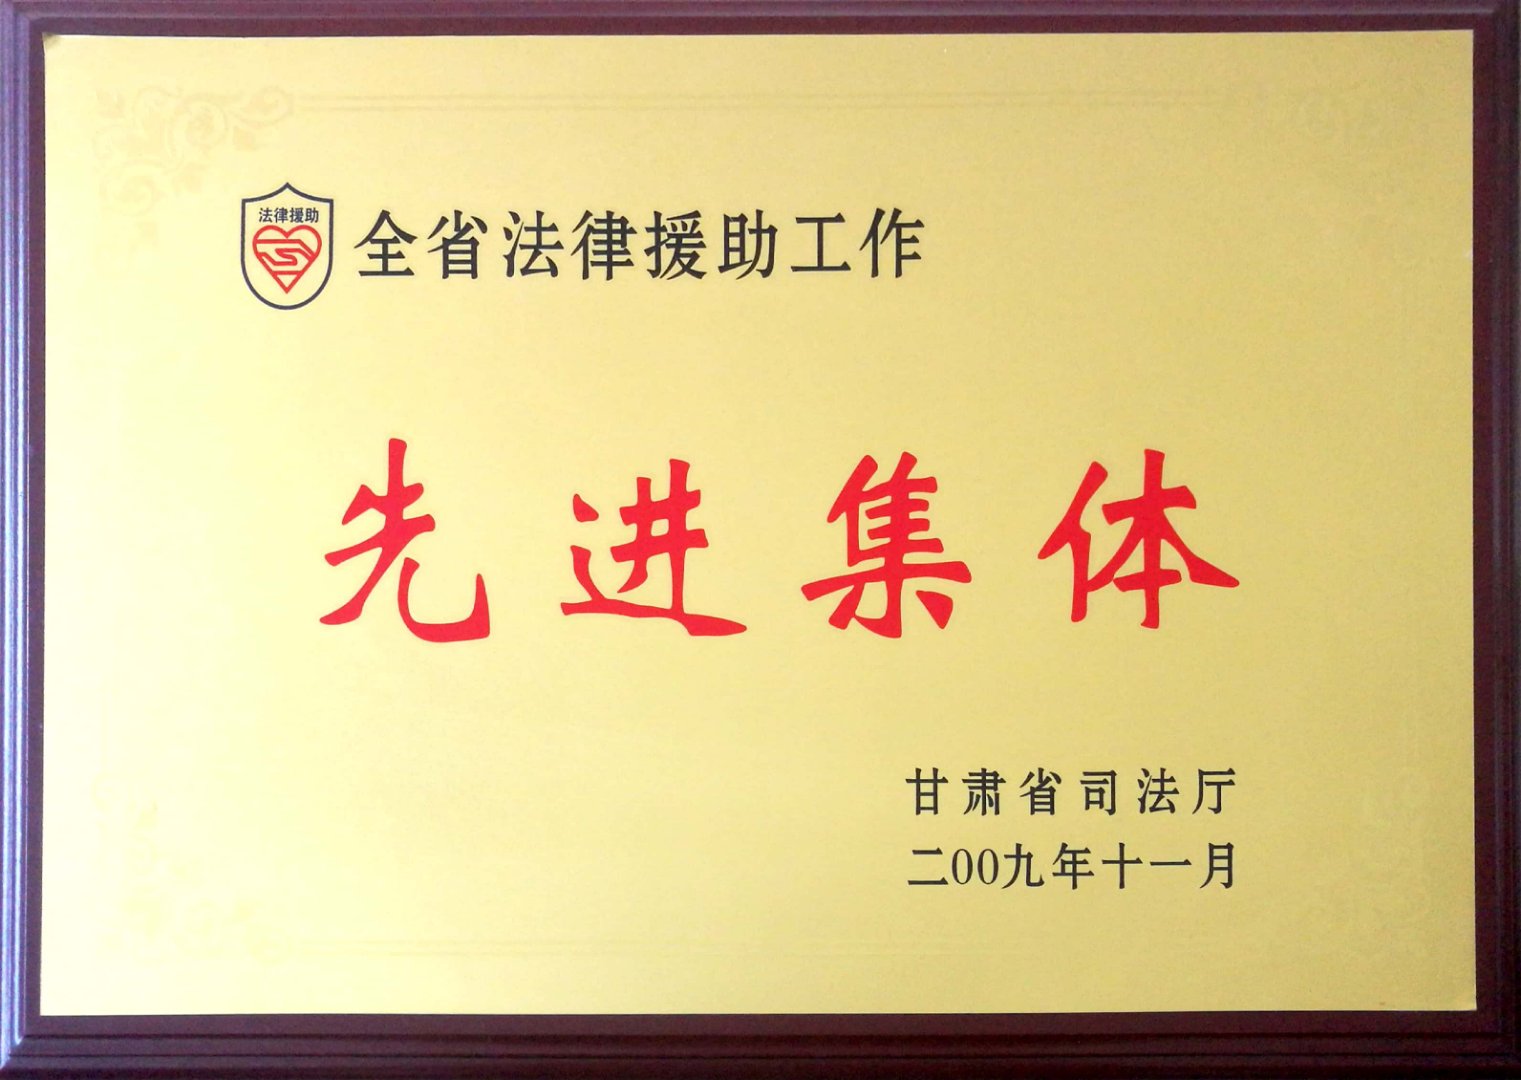 法律援助
全省法律援助工作
先进集体
甘肃省司法厅
二00九年十一月